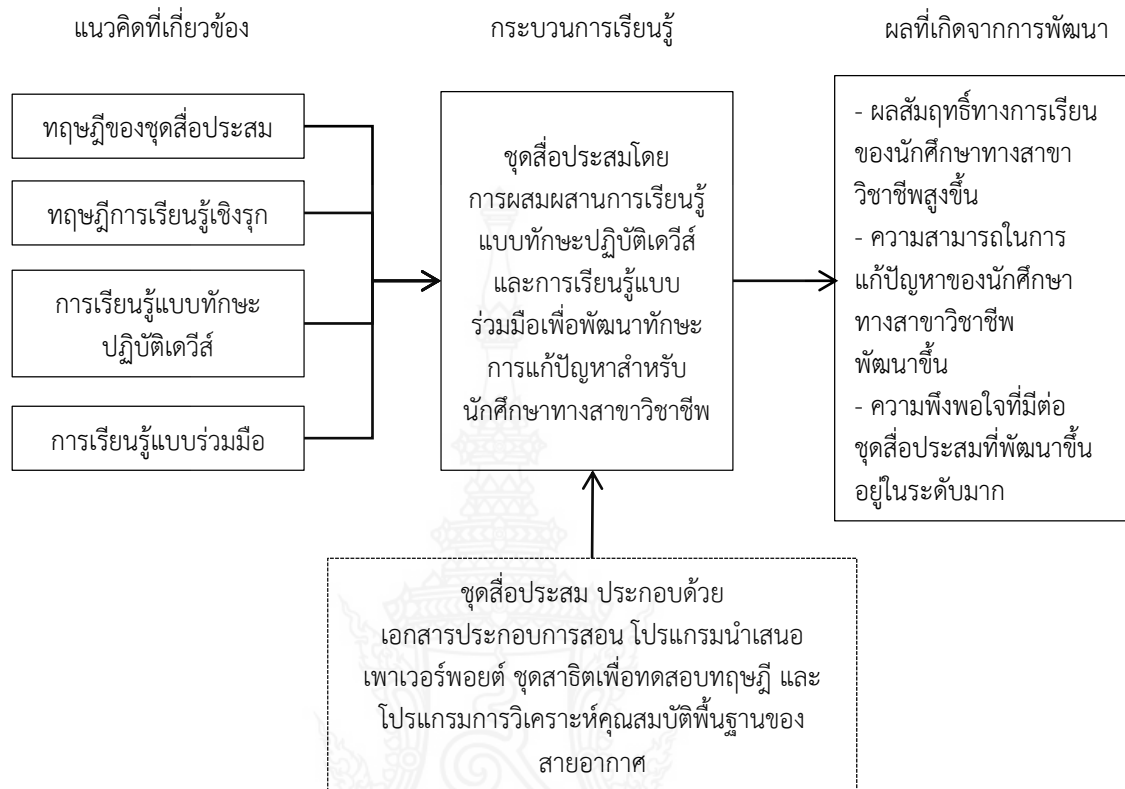 แนวคิดที่เกี่ยวข้อง
กระบวนการเรียนรู้
ผลที่เกิดจากการพัฒนา
ทฤษฎีของชุดสื่อประสม
ทฤษฎีการเรียนรู้เชิงรุก
การเรียนรู้แบบทักษะ
ปฏิบัติเดวีส์
การเรียนรู้แบบร่วมมือ
ชุดสื่อประสมโดย
การผสมผสานการเรียนรู้
แบบทักษะปฏิบัติเดวีส์
และการเรียนรู้แบบ
ร่วมมือเพื่อพัฒนาทักษะ
การแก้ปัญหาสำหรับ
นักศึกษาทางสาขาวิชาชีพ
- ผลสัมฤทธิ์ทางการเรียน
ของนักศึกษาทางสาขา
วิชาชีพสูงขึ้น
- ความสามารถในการ
แก้ปัญหาของนักศึกษา
ทางสาขาวิชาชีพ
พัฒนาขึ้น
- ความพึงพอใจที่มีต่อ
ชุดสื่อประสมที่พัฒนาขึ้น
อยู่ในระดับมาก
ชุดสื่อประสม ประกอบด้วย
เอกสารประกอบการสอน โปรแกรมนำเสนอ
เพาเวอร์พอยต์ ชุดสาธิตเพื่อทดสอบทฤษฎี และ
โปรแกรมการวิเคราะห์คุณสมบัติพื้นฐานของ
สายอากาศ